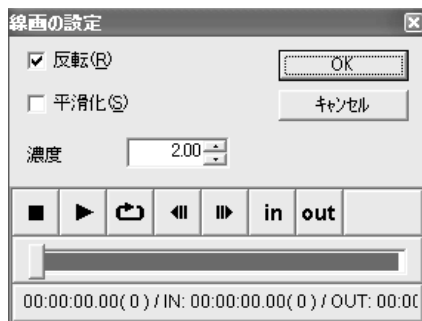 線画の設定
反転(R)
OK
平滑化(S)
キャンセル
濃度 2.00
in out
00:00:00.00( 0 ) / IN: 00:00:00.00( 0 ) / OUT: 00:00